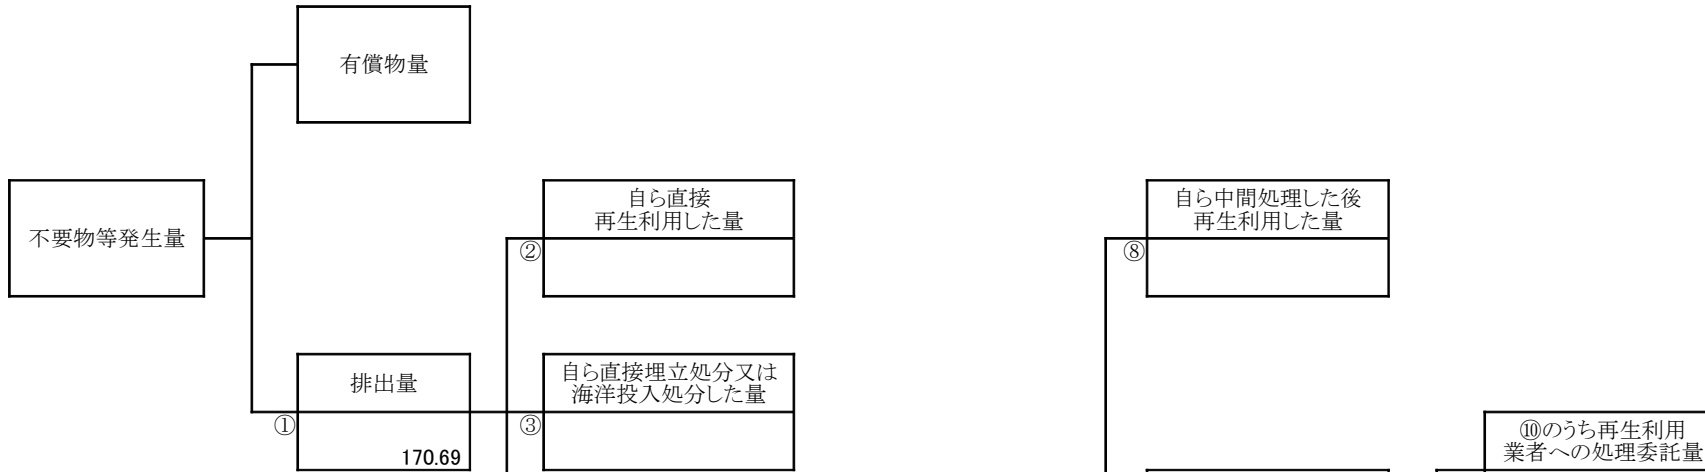 有償物量
不要物等発生量
自ら直接
再生利用した量
②
自ら中間処理した後
再生利用した量
⑧
排出量
①
170.69
自ら直接埋立処分又は
海洋投入処分した量
③
⑩のうち再生利用
業者への処理委託量